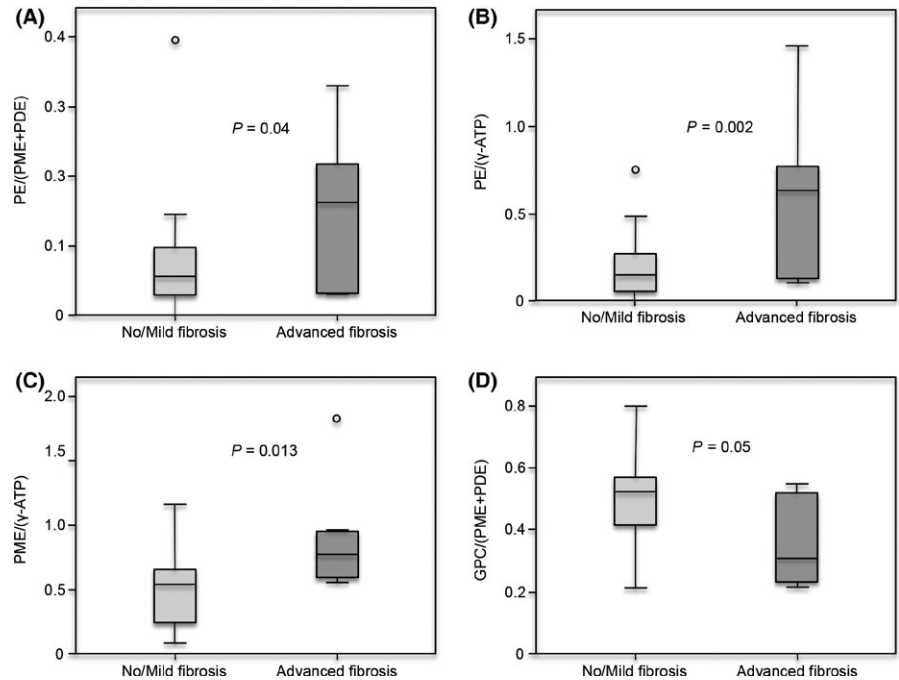 (A)
0.4
0.3
0.3
0.1
0
PE/(PME+PDE)
P = 0.04
No/Mild fibrosis Advanced fibrosis
(B)
1.5
1.0
0.5
0
PE/(γ-ATP)
P = 0.002
No/Mild fibrosis Advanced fibrosis
(C)
2.0
1.5
1.0
0.5
0
PME/(γ-ATP)
P = 0.013
No/Mild fibrosis Advanced fibrosis
(D)
0.8
0.6
0.4
0.2
0
GPC/(PME+PDE)
P = 0.05
No/Mild fibrosis Advanced fibrosis